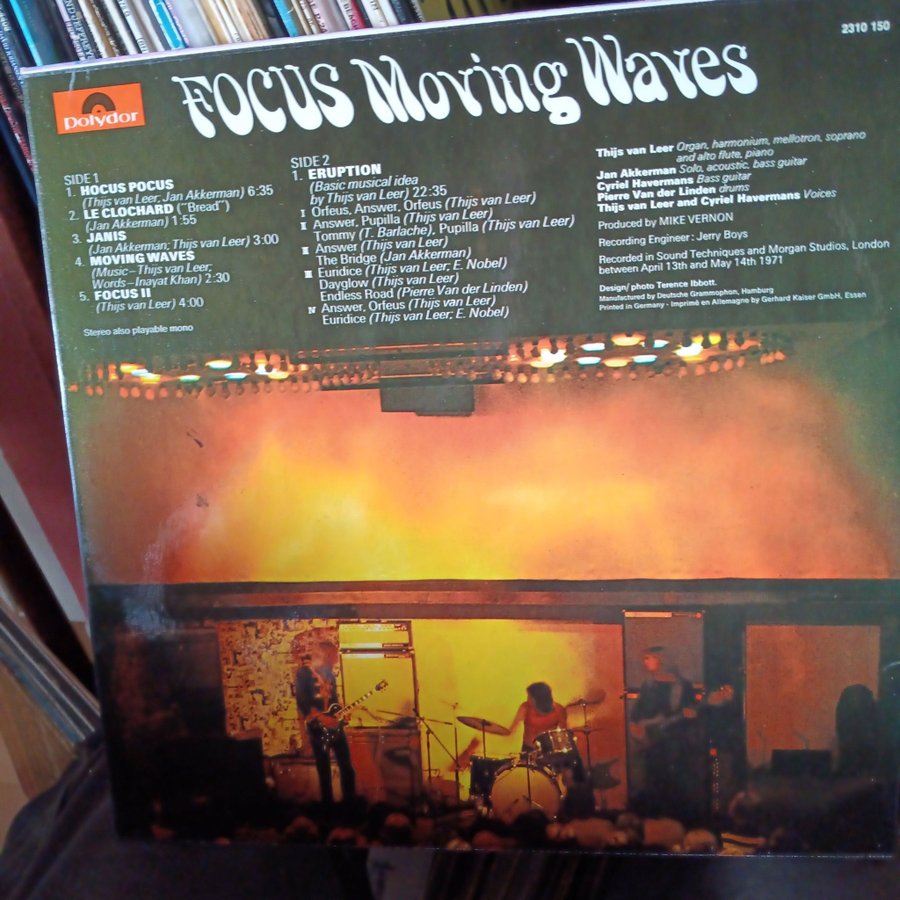 2310 150
polydor
FOCUS Moving Waves
SIDE 1
1. HOCUS POCUS
(Thijs van Leer, Jan Akkerman) 6:35
2. LE CLOCHARD ("Bread")
(Jan Akkerman) 1:55
3. JANIS
(Jan Akkerman; Thijs van Leer) 3:00
4. MOVING WAVES
(Music–Thijs van Leer;
Words–Inayat Khan) 2:30
5. FOCUS II
(Thijs van Leer) 4:00
Stereo also playable mono
SIDE 2
1. ERUPTION
(Basic musical idea
by Thijs van Leer) 22:35
I Orfeus, Answer, Orfeus (Thijs van Leer)
II Answer, Pupilla (Thijs van Leer)
Tommy (T. Barlache), Pupilla (Thijs van Leer)
III Answer (Thijs van Leer)
The Bridge (Jan Akkerman)
III Euridice (Thijs van Leer; E. Nobel)
Dayglow (Thijs van Leer)
Endless Road (Pierre Van der Linden)
IV Answer, Orfeus (Thijs van Leer)
Euridice (Thijs van Leer; E. Nobel)
Thijs van Leer Organ, harmonium, mellotron, soprano
and alto flute, piano
Jan Akkerman Solo, acoustic, bass guitar
Cyriel Havermans Bass guitar
Pierre Van der Linden drums
Thijs van Leer and Cyriel Havermans Voices
Produced by MIKE VERNON
Recording Engineer: Jerry Boys
Recorded in Sound Techniques and Morgan Studios, London
between April 13th and May 14th 1971
Design/photo Terence Ibbott.
Manufactured by Deutsche Grammophon, Hamburg
Printed in Germany - Imprimé en Allemagne by Gerhard Kaiser GmbH, Essen